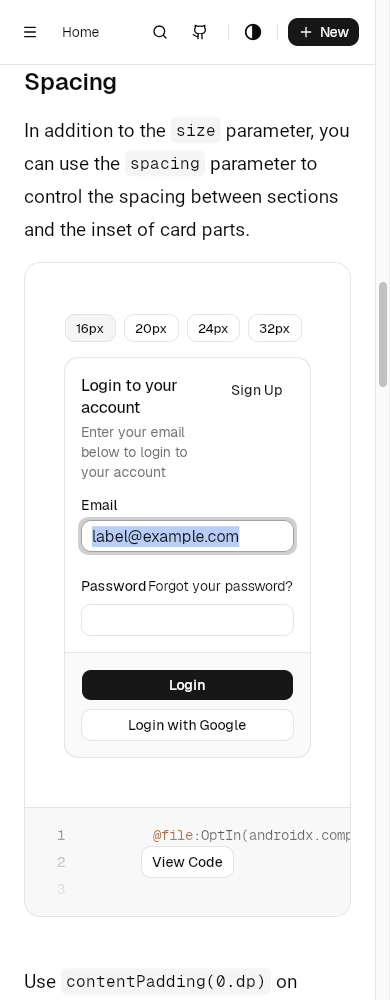 Home
New
Spacing
In addition to the size parameter, you
can use the spacing parameter to
control the spacing between sections
and the inset of card parts.
16px 20px 24px 32px
Login to your
account
Sign Up
Enter your email
below to login to
your account
Email
label@example.com
Password Forgot your password?
Login
Login with Google
1 @file:OptIn(androidx.comp
2
View Code
3
Use contentPadding(0.dp) on